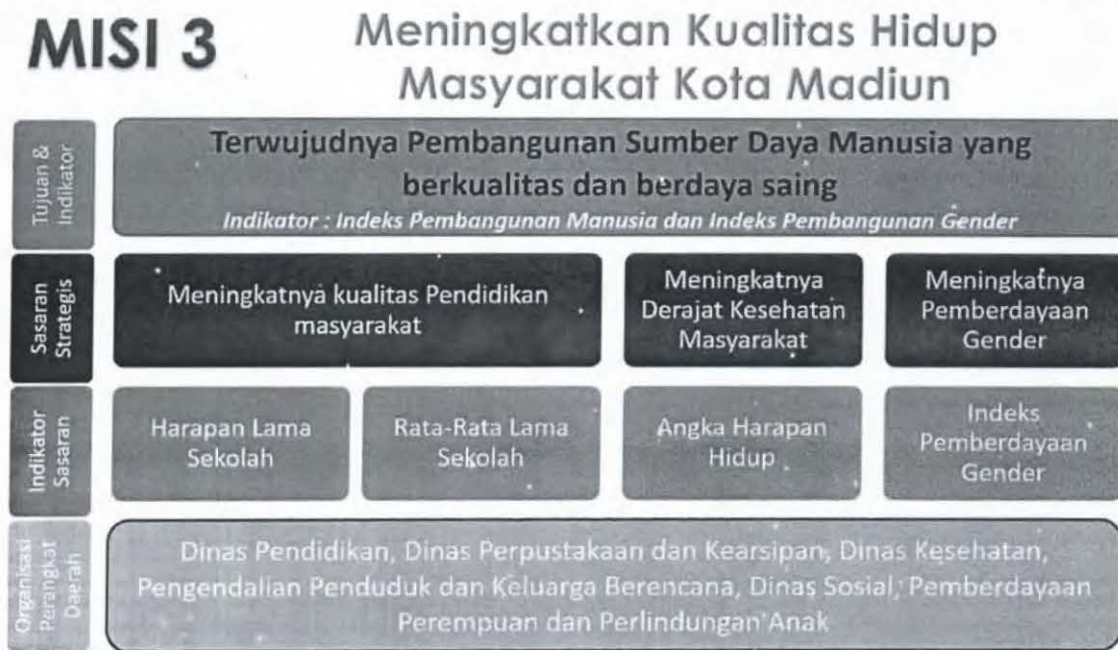 MISI 3
Meningkatkan Kualitas Hidup
Masyarakat Kota Madiun
Tujuan &
Indikator
Terwujudnya Pembangunan Sumber Daya Manusia yang
berkualitas dan berdaya saing
Indikator : Indeks Pembangunan Manusia dan Indeks Pembangunan Gender
Sasaran
Strategis
Meningkatnya kualitas Pendidikan
masyarakat
Meningkatnya
Derajat Kesehatan
Masyarakat
Meningkatnya
Pemberdayaan
Gender
Indikator
Sasaran
Harapan Lama
Sekolah
Rata-Rata Lama
Sekolah
Angka Harapan
Hidup
Indeks
Pemberdayaan
Gender
Organisasi
Perangkat
Daerah
Dinas Pendidikan, Dinas Perpustakaan dan Kearsipan, Dinas Kesehatan,
Pengendalian Penduduk dan Keluarga Berencana, Dinas Sosial, Pemberdayaan
Perempuan dan Perlindungan Anak